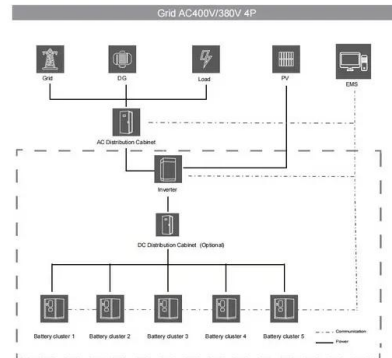 Grid AC400V/380V 4P
Grid
DG
Load
PV
EMS
AC Distribution Cabinet
Inverter
DC Distribution Cabinet (Optional)
Battery cluster 1
Battery cluster 2
Battery cluster 3
Battery cluster 4
Battery cluster 5
Communication
Power